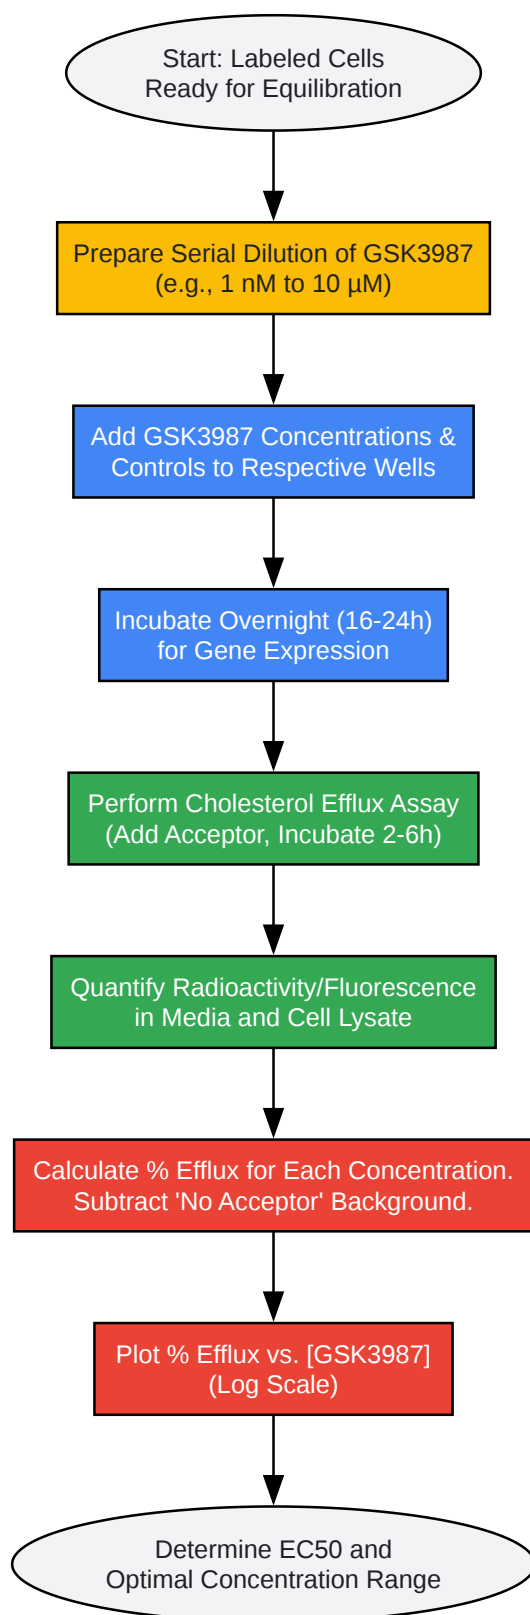 Start: Labeled Cells
Ready for Equilibration
Prepare Serial Dilution of GSK3987
(e.g., 1 nM to 10 µM)
Add GSK3987 Concentrations &
Controls to Respective Wells
Incubate Overnight (16-24h)
for Gene Expression
Perform Cholesterol Efflux Assay
(Add Acceptor, Incubate 2-6h)
Quantify Radioactivity/Fluorescence
in Media and Cell Lysate
Calculate % Efflux for Each Concentration.
Subtract 'No Acceptor' Background.
Plot % Efflux vs. [GSK3987]
(Log Scale)
Determine EC50 and
Optimal Concentration Range